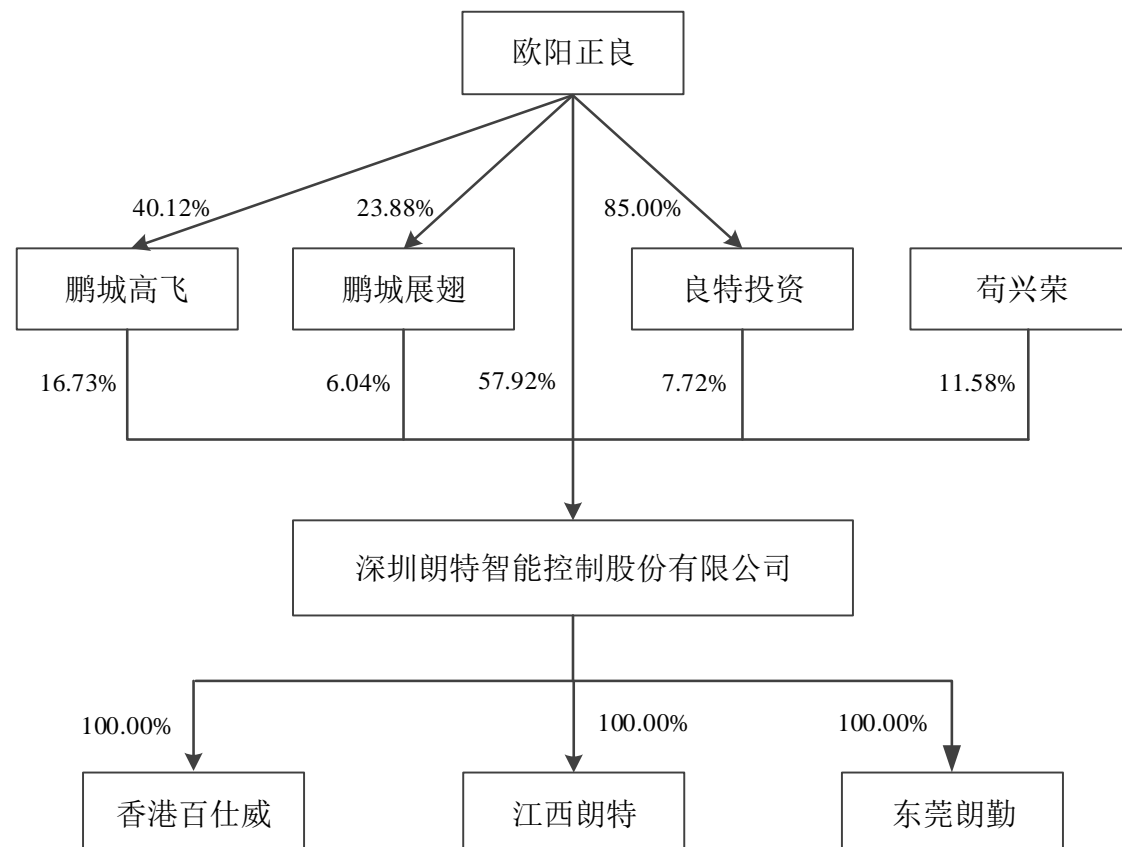 欧阳正良
40.12%
23.88%
85.00%
鹏城高飞
鹏城展翅
良特投资
苟兴荣
16.73%
6.04%
57.92%
7.72%
11.58%
深圳朗特智能控制股份有限公司
100.00%
100.00%
100.00%
香港百仕威
江西朗特
东莞朗勤